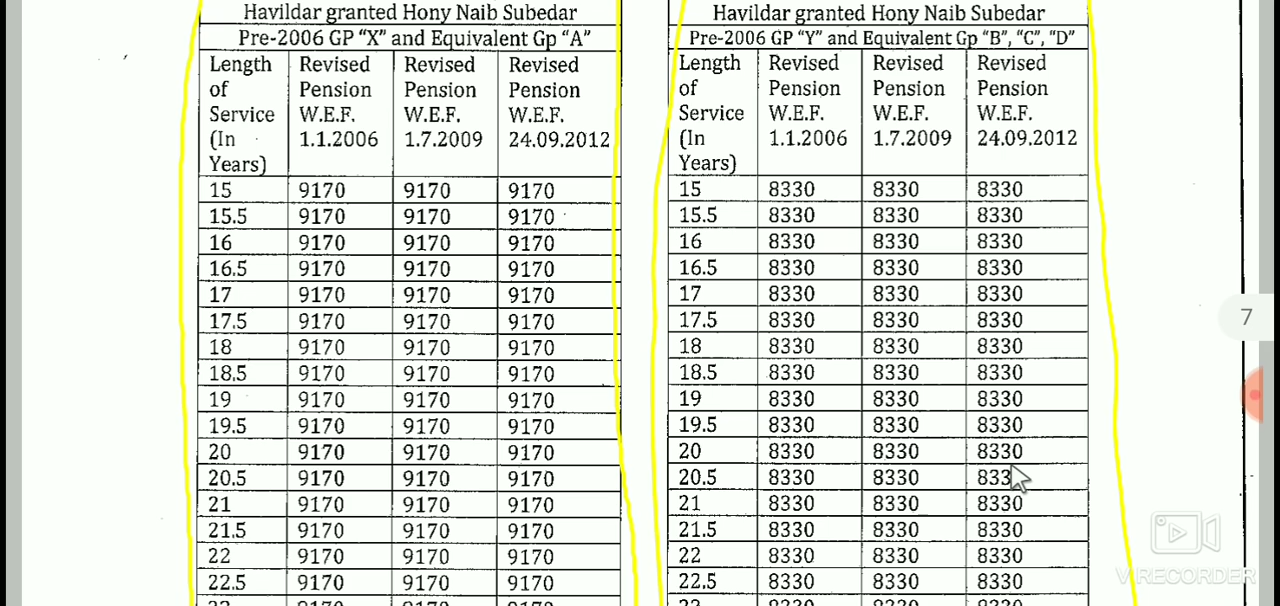 Havildar granted Hony Naib Subedar
Pre-2006 GP “X” and Equivalent Gp “A”
Length of Service (In Years) Revised Pension W.E.F. 1.1.2006 Revised Pension W.E.F. 1.7.2009 Revised Pension W.E.F. 24.09.2012
15 9170 9170 9170
15.5 9170 9170 9170
16 9170 9170 9170
16.5 9170 9170 9170
17 9170 9170 9170
17.5 9170 9170 9170
18 9170 9170 9170
18.5 9170 9170 9170
19 9170 9170 9170
19.5 9170 9170 9170
20 9170 9170 9170
20.5 9170 9170 9170
21 9170 9170 9170
21.5 9170 9170 9170
22 9170 9170 9170
22.5 9170 9170 9170
Havildar granted Hony Naib Subedar
Pre-2006 GP “Y” and Equivalent Gp “B”, “C”, “D”
Length of Service (In Years) Revised Pension W.E.F. 1.1.2006 Revised Pension W.E.F. 1.7.2009 Revised Pension W.E.F. 24.09.2012
15 8330 8330 8330
15.5 8330 8330 8330
16 8330 8330 8330
16.5 8330 8330 8330
17 8330 8330 8330
17.5 8330 8330 8330
18 8330 8330 8330
18.5 8330 8330 8330
19 8330 8330 8330
19.5 8330 8330 8330
20 8330 8330 8330
20.5 8330 8330 833
21 8330 8330 8330
21.5 8330 8330 8330
22 8330 8330 8330
22.5 8330 8330 8330
7
V RECORDER